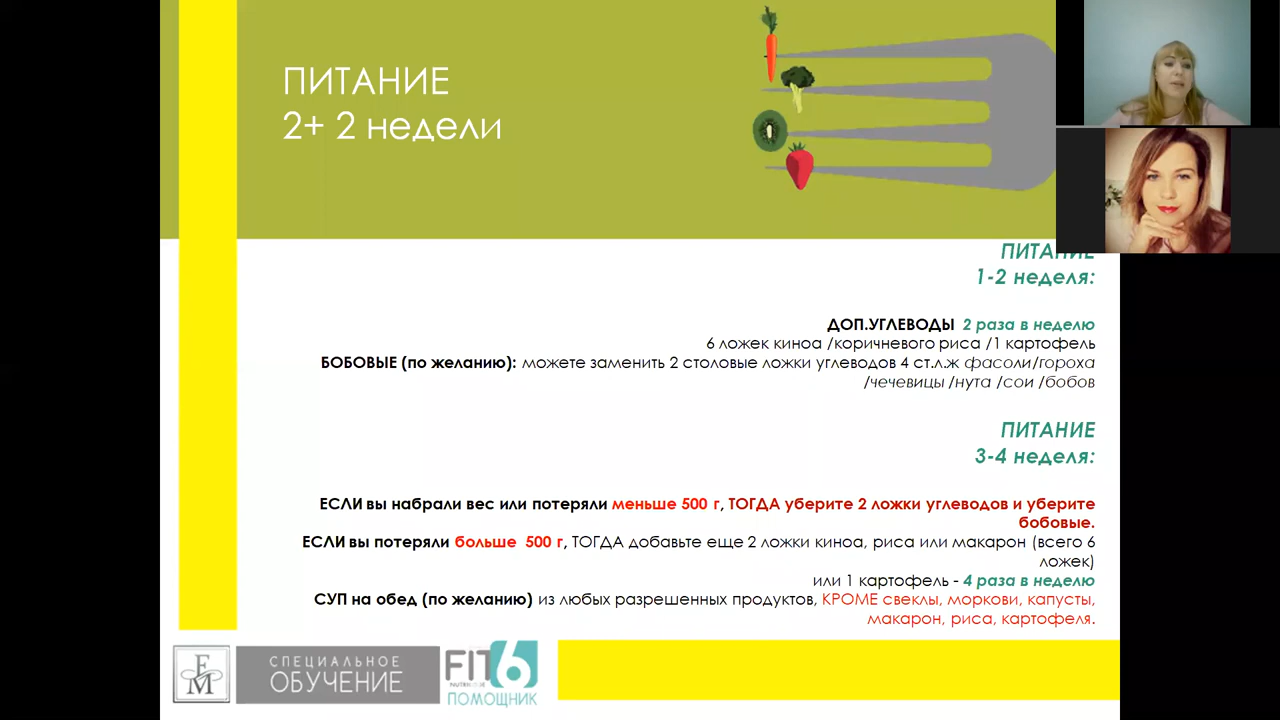 ПИТАНИЕ
2+ 2 недели
ПИТАНИЕ
1-2 неделя:
ДОП.УГЛЕВОДЫ 2 раза в неделю
6 ложек киноа /коричневого риса /1 картофель
БОБОВЫЕ (по желанию): можете заменить 2 столовые ложки углеводов 4 ст.л.ж фасоли/гороха
/чечевицы /нута /сои /бобов
ПИТАНИЕ
3-4 неделя:
ЕСЛИ вы набрали вес или потеряли меньше 500 г, ТОГДА уберите 2 ложки углеводов и уберите
бобовые.
ЕСЛИ вы потеряли больше 500 г, ТОГДА добавьте еще 2 ложки киноа, риса или макарон (всего 6
ложек)
или 1 картофель - 4 раза в неделю
СУП на обед (по желанию) из любых разрешенных продуктов, КРОМЕ свеклы, моркови, капусты,
макарон, риса, картофеля.
FM
СПЕЦИАЛЬНОЕ
ОБУЧЕНИЕ
FIT6
ПОМОЩНИК